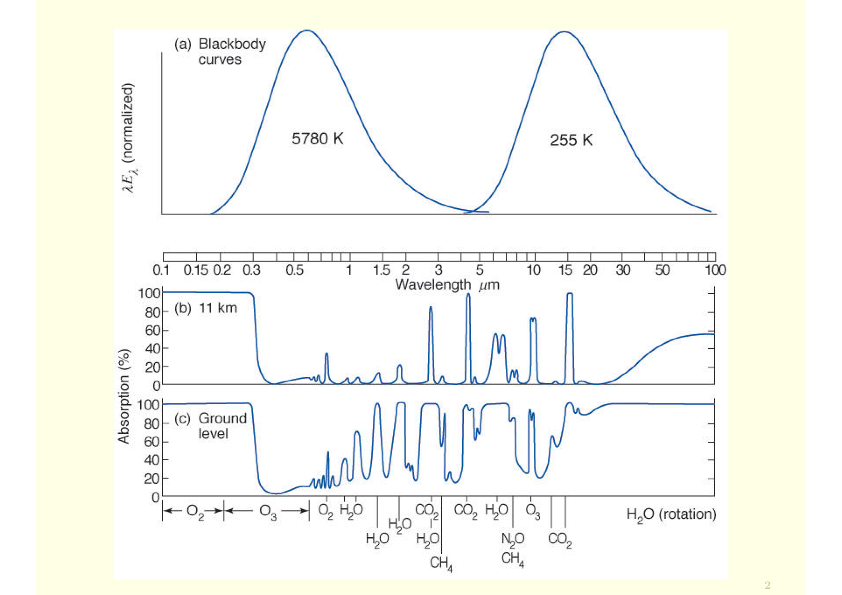 (a) Blackbody
curves
5780 K
255 K
λE_λ (normalized)
0.1 0.15 0.2 0.3 0.5 1 1.5 2 3 5 10 15 20 30 50 100
Wavelength μm
100
80
60
40
20
0
(b) 11 km
Absorption (%)
100
80
60
40
20
0
(c) Ground
level
O₂ O₃ O₂ H₂O CO₂ CO₂ H₂O O₃ H₂O (rotation)
H₂O
H₂O H₂O N₂O CO₂
CH₄ CH₄
2